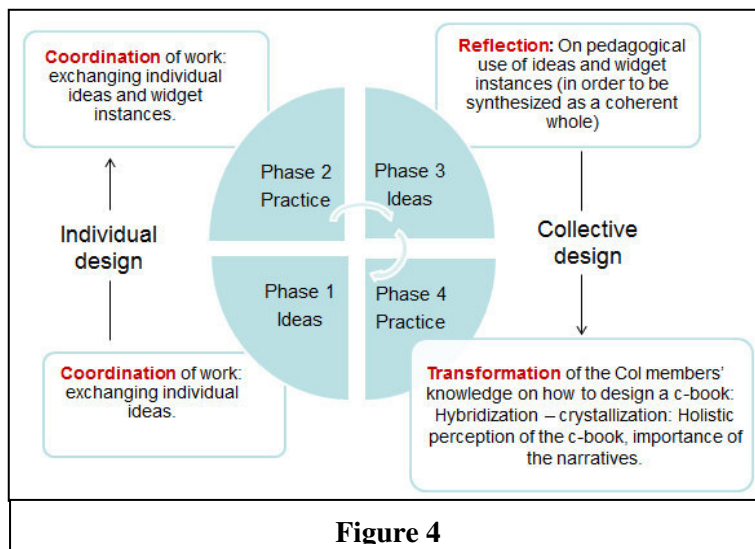 Coordination of work:
exchanging individual
ideas and widget
instances.
Reflection: On pedagogical
use of ideas and widget
instances (in order to be
synthesized as a coherent
whole)
Phase 2
Practice
Phase 3
Ideas
Individual
design
Collective
design
Phase 1
Ideas
Phase 4
Practice
Coordination of work:
exchanging individual
ideas.
Transformation of the CoI members'
knowledge on how to design a c-book:
Hybridization – crystallization: Holistic
perception of the c-book, importance of
the narratives.
Figure 4